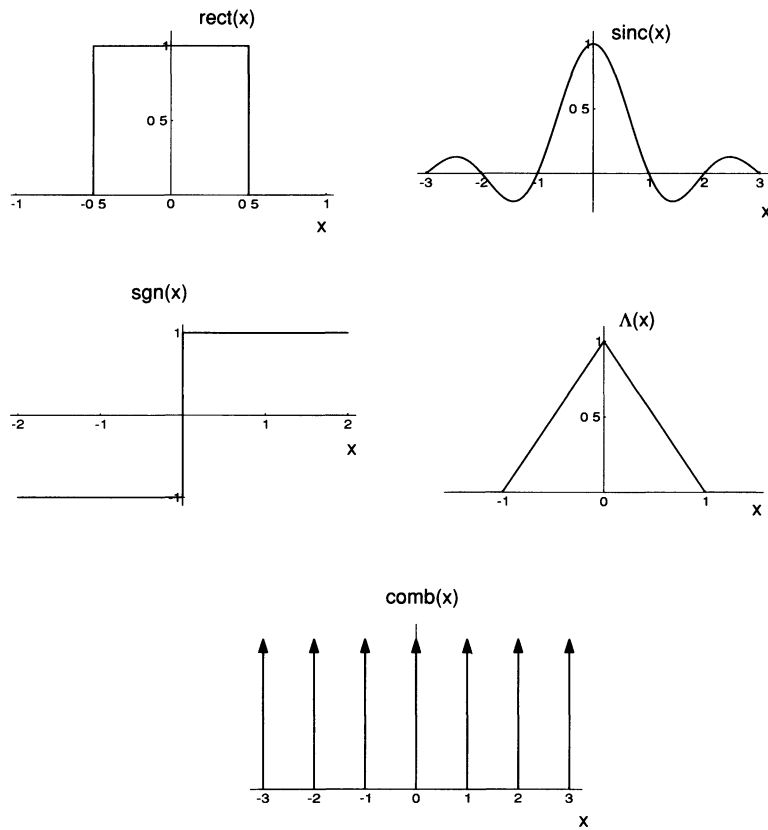 rect(x)
1
0 5
-1 -0 5 0 0 5 1
x
sinc(x)
1
0 5
-3 -2 -1 1 2 3
x
sgn(x)
1
-2 -1 1 2
x
-1
Λ(x)
1
0 5
-1 0 1
x
comb(x)
-3 -2 -1 0 1 2 3
x